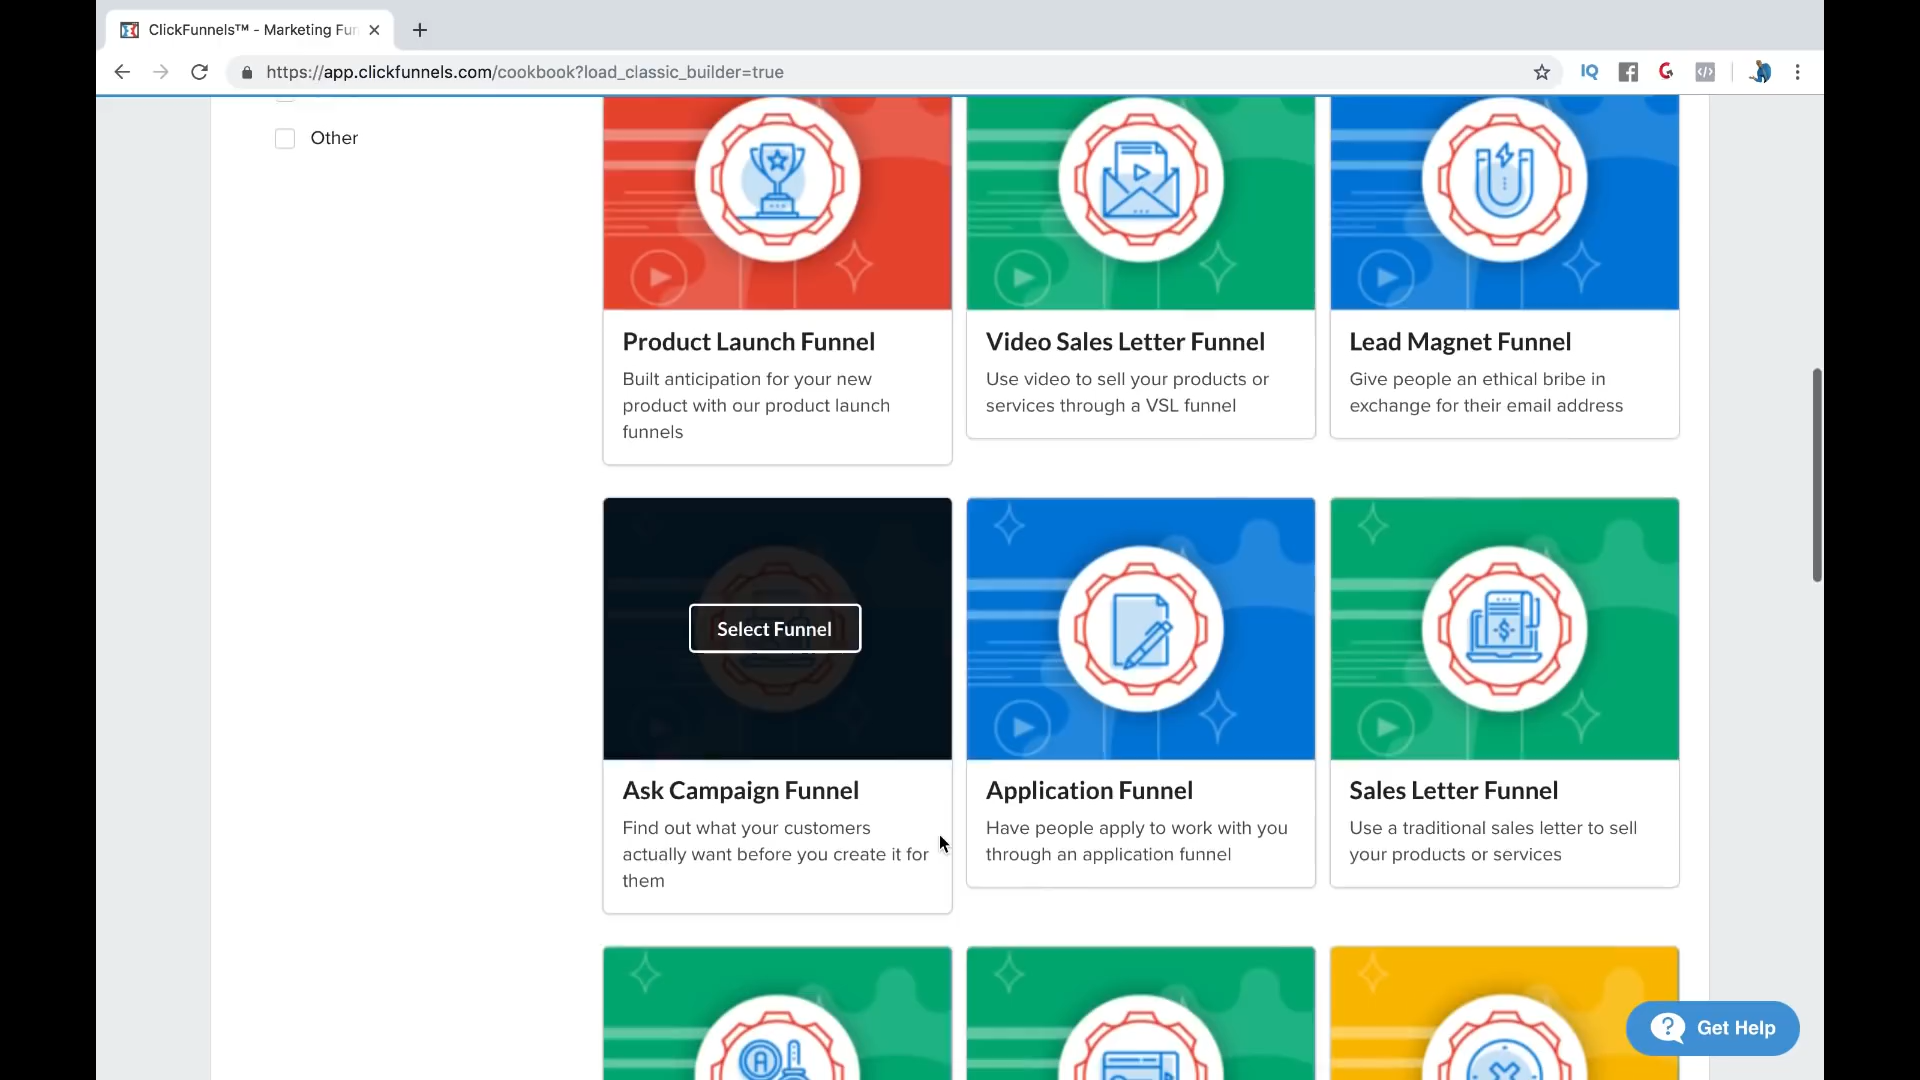 ClickFunnels™ - Marketing Fun
https://app.clickfunnels.com/cookbook?load_classic_builder=true
IQ
Other
Product Launch Funnel
Built anticipation for your new
product with our product launch
funnels
Video Sales Letter Funnel
Use video to sell your products or
services through a VSL funnel
Lead Magnet Funnel
Give people an ethical bribe in
exchange for their email address
Select Funnel
Ask Campaign Funnel
Find out what your customers
actually want before you create it for
them
Application Funnel
Have people apply to work with you
through an application funnel
Sales Letter Funnel
Use a traditional sales letter to sell
your products or services
A
Get Help